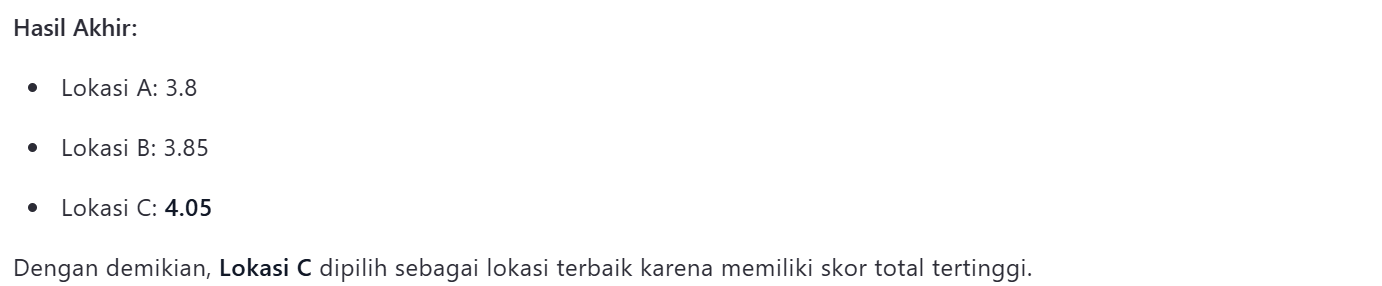 Hasil Akhir:
• Lokasi A: 3.8
• Lokasi B: 3.85
• Lokasi C: 4.05
Dengan demikian, Lokasi C dipilih sebagai lokasi terbaik karena memiliki skor total tertinggi.